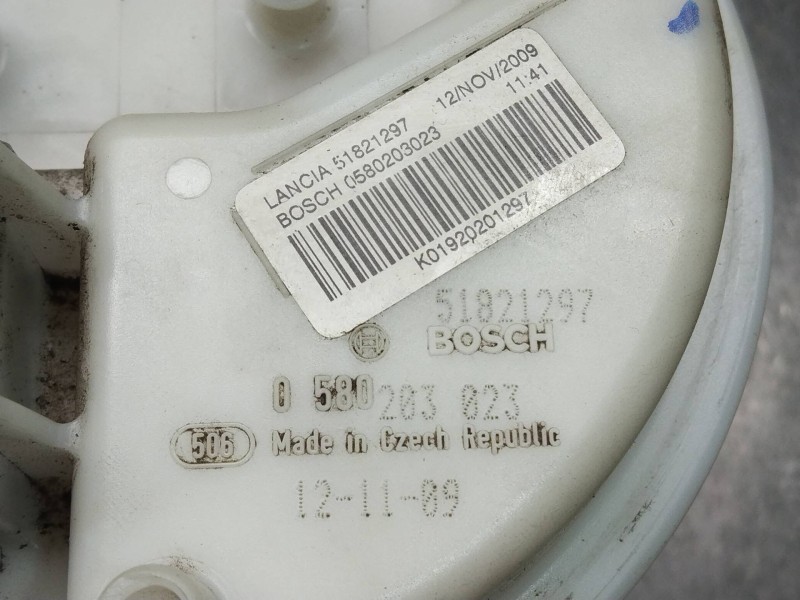 LANCIA 51821297 12/NOV/2009
BOSCH 0580203023 11:41
K01920201297
51821297
BOSCH
0 580 203 023
506 Made in Czech Republic
12-11-09